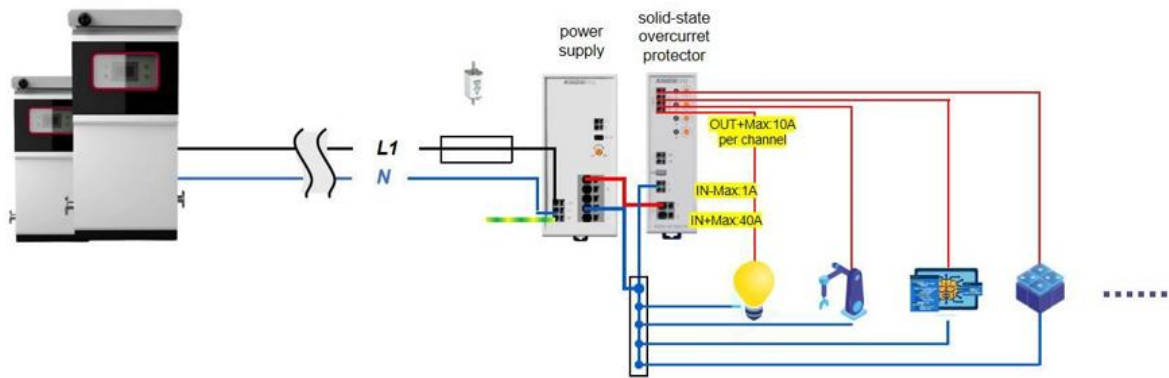 power
supply
solid-state
overcurret
protector
L1
N
OUT+Max:10A
per channel
IN-Max:1A
IN+Max:40A